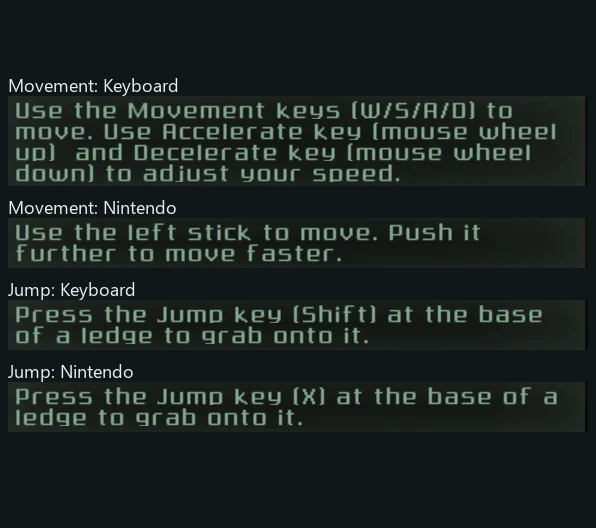 Movement: Keyboard
Use the Movement keys (W/S/A/D) to
move. Use Accelerate key (mouse wheel
up)  and Decelerate key (mouse wheel
down) to adjust your speed.
Movement: Nintendo
Use the left stick to move. Push it
further to move faster.
Jump: Keyboard
Press the Jump key (Shift) at the base
of a ledge to grab onto it.
Jump: Nintendo
Press the Jump key (X) at the base of a
ledge to grab onto it.